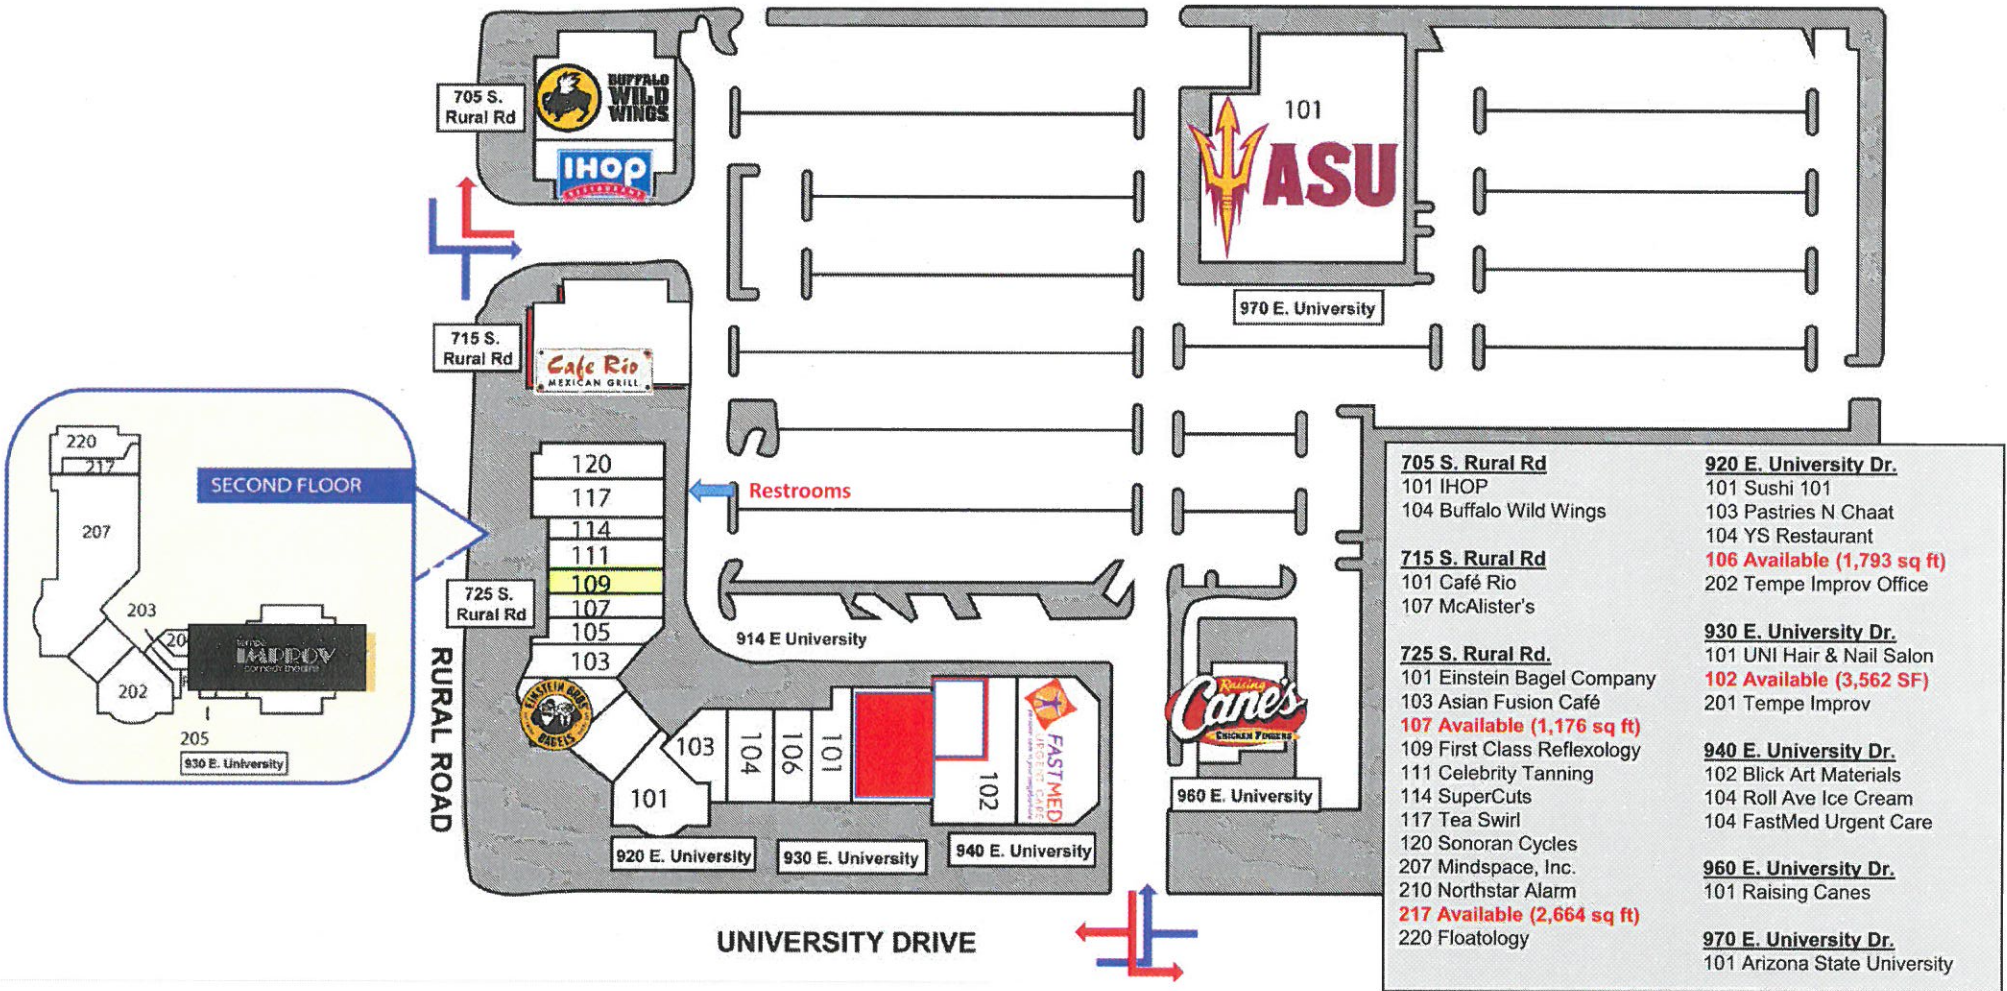 705 S.
Rural Rd
BUFFALO
WILD
WINGS
IHOP
RESTAURANT
101
ASU
970 E. University
715 S.
Rural Rd
Cafe Rio
MEXICAN GRILL
220
217
SECOND FLOOR
207
203
20
202
205
930 E. University
tempe
IMPROV
comedy theatre
120
117
114
111
109
107
105
103
Restrooms
725 S.
Rural Rd
914 E University
RURAL ROAD
EINSTEIN BROS
BAGELS
101
103
104
106
101
102
FASTMED
URGENT CARE
920 E. University
930 E. University
940 E. University
Raising
Cane's
CHICKEN FINGERS
960 E. University
UNIVERSITY DRIVE
705 S. Rural Rd
101 IHOP
104 Buffalo Wild Wings
715 S. Rural Rd
101 Café Rio
107 McAlister's
725 S. Rural Rd.
101 Einstein Bagel Company
103 Asian Fusion Café
107 Available (1,176 sq ft)
109 First Class Reflexology
111 Celebrity Tanning
114 SuperCuts
117 Tea Swirl
120 Sonoran Cycles
207 Mindspace, Inc.
210 Northstar Alarm
217 Available (2,664 sq ft)
220 Floatology
920 E. University Dr.
101 Sushi 101
103 Pastries N Chaat
104 YS Restaurant
106 Available (1,793 sq ft)
202 Tempe Improv Office
930 E. University Dr.
101 UNI Hair & Nail Salon
102 Available (3,562 SF)
201 Tempe Improv
940 E. University Dr.
102 Blick Art Materials
104 Roll Ave Ice Cream
104 FastMed Urgent Care
960 E. University Dr.
101 Raising Canes
970 E. University Dr.
101 Arizona State University